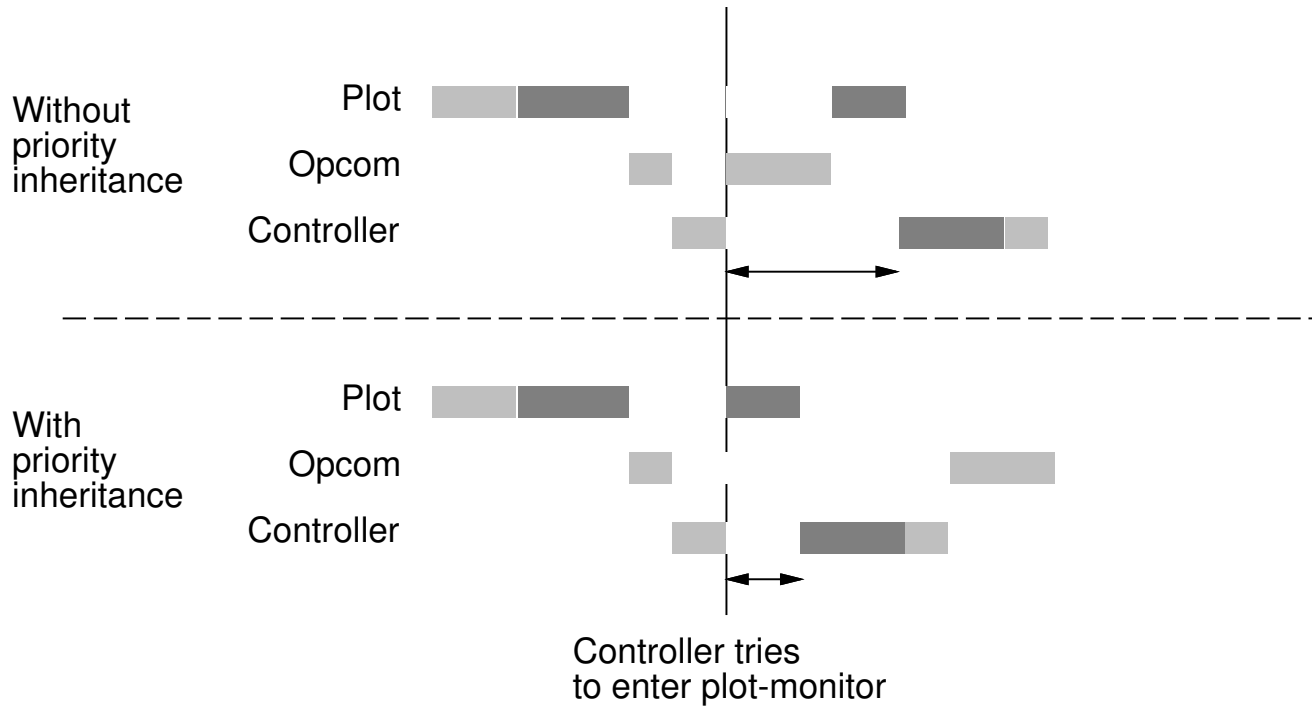 Without
priority
inheritance
Plot
Opcom
Controller
With
priority
inheritance
Plot
Opcom
Controller
Controller tries
to enter plot-monitor